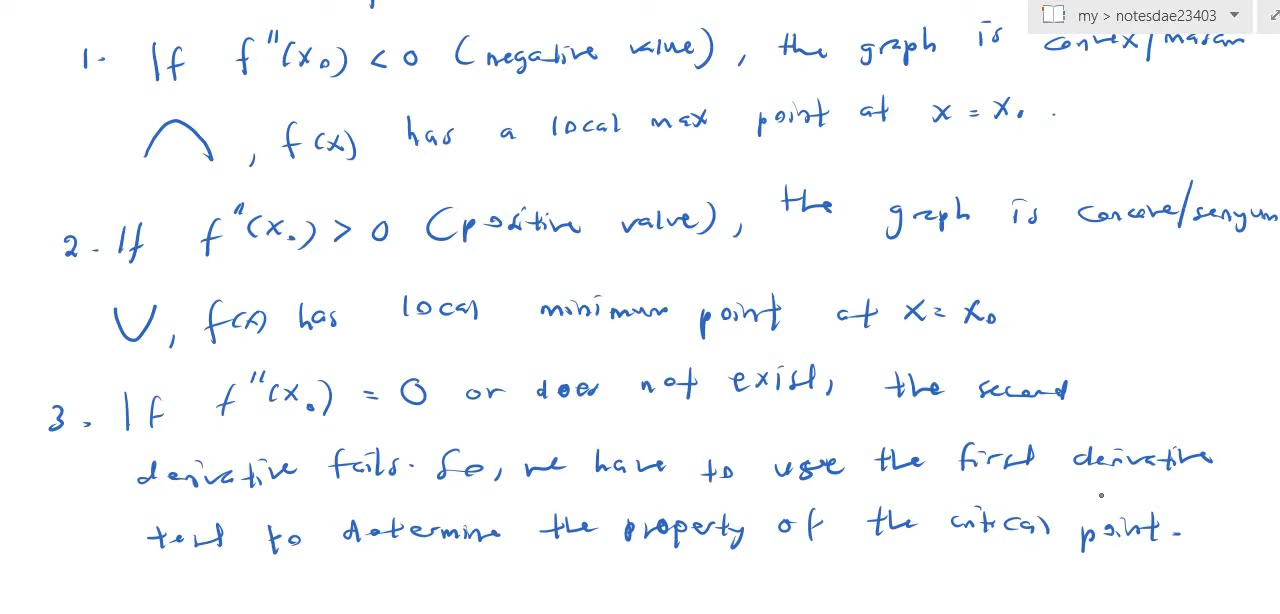 my > notesdae23403
1. If f"(x₀) < 0 (negative value), the graph is convex/masam
, f(x) has a local max point at x = x₀.
2. If f"(x₀) > 0 (positive value), the graph is concave/senyum
, f(x) has local minimum point at x = x₀
3. If f"(x₀) = 0 or does not exist, the second
derivative fails. So, we have to use the first derivative
test to determine the property of the critical point.